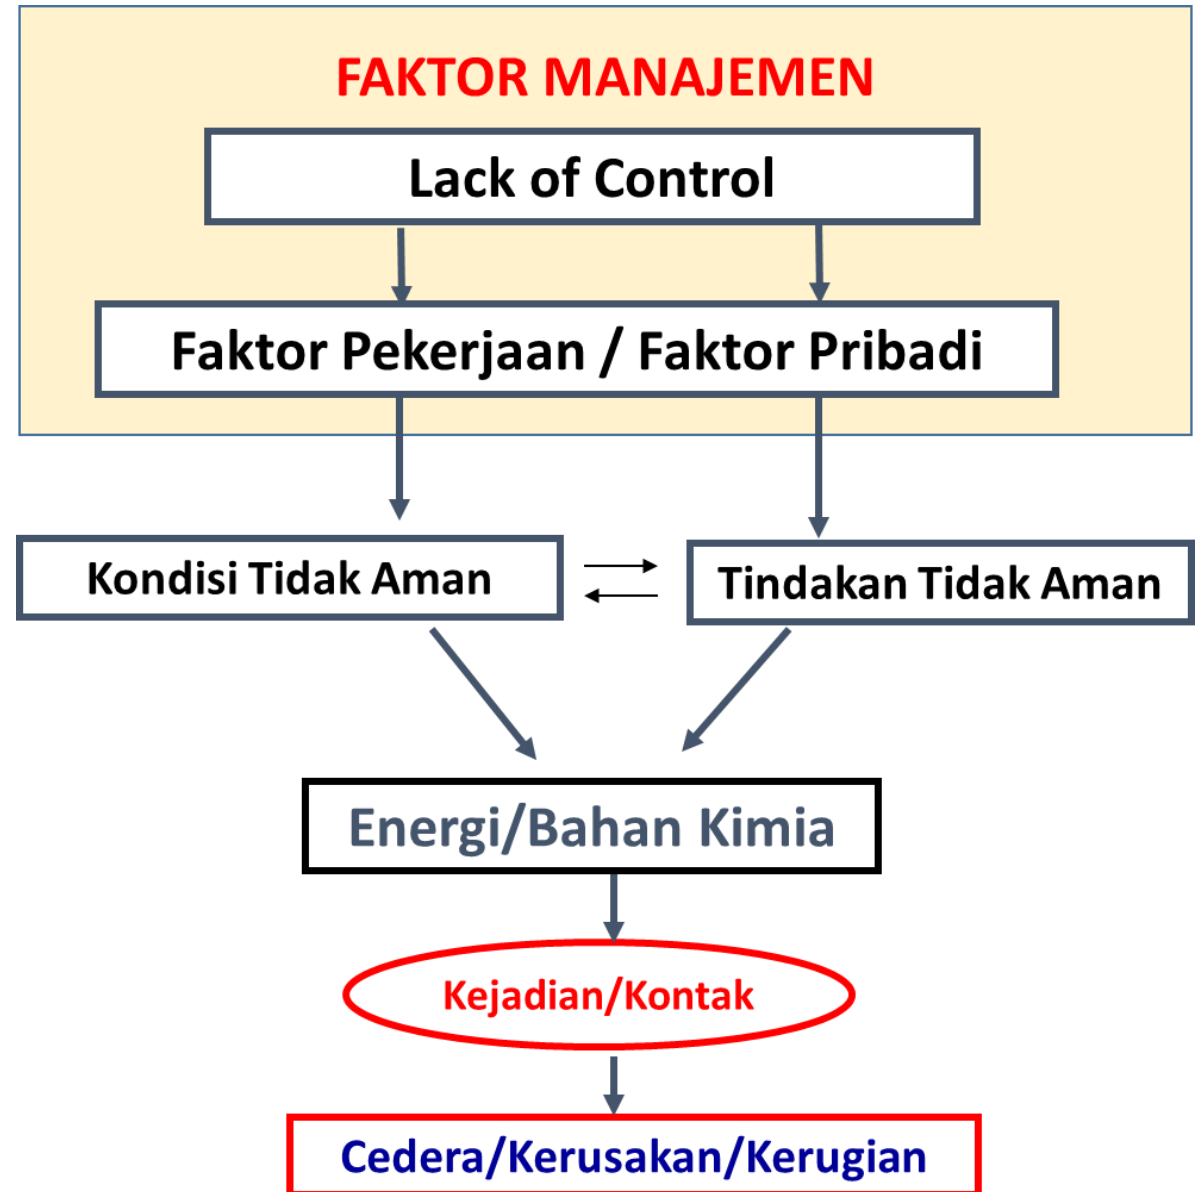 FAKTOR MANAJEMEN
Lack of Control
Faktor Pekerjaan / Faktor Pribadi
Kondisi Tidak Aman
Tindakan Tidak Aman
Energi/Bahan Kimia
Kejadian/Kontak
Cedera/Kerusakan/Kerugian